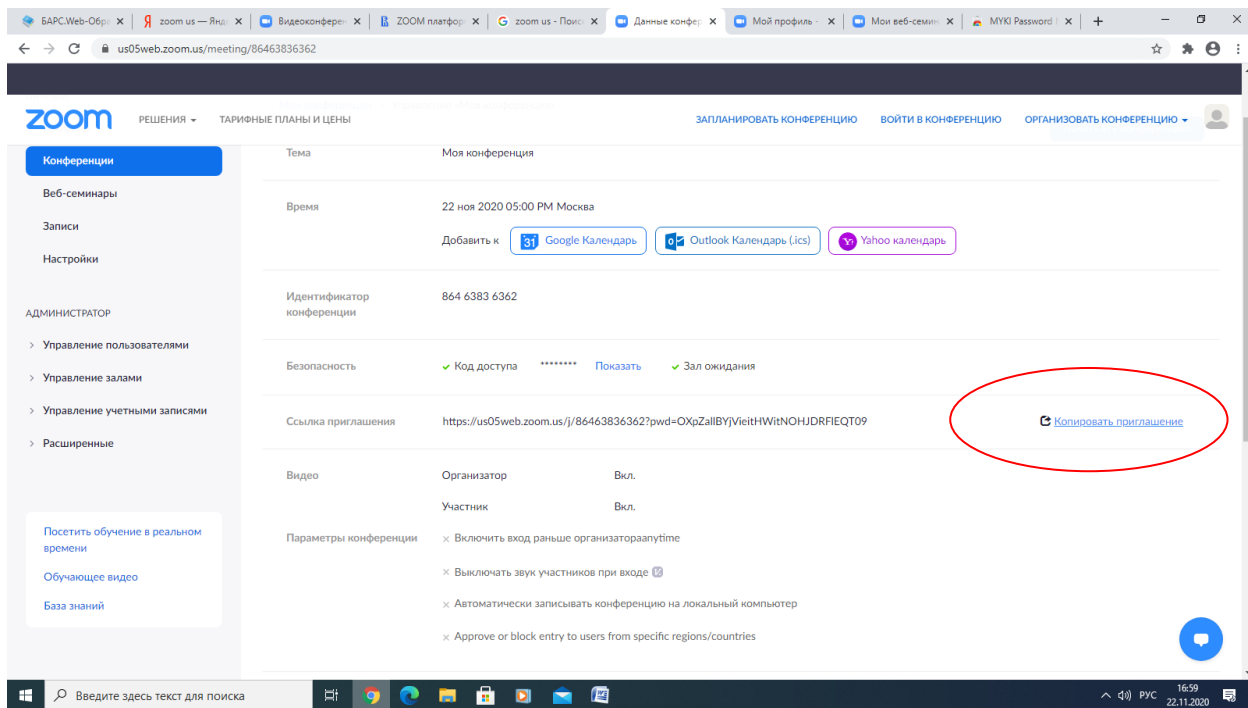 БАРС.Web-Обра
zoom us — Янд
Видеоконферен
ZOOM платфор
zoom us - Поис
Данные конфер
Мой профиль -
Мои веб-семин
MYKI Password
us05web.zoom.us/meeting/86463836362
zoom
РЕШЕНИЯ
ТАРИФНЫЕ ПЛАНЫ И ЦЕНЫ
ЗАПЛАНИРОВАТЬ КОНФЕРЕНЦИЮ
ВОЙТИ В КОНФЕРЕНЦИЮ
ОРГАНИЗОВАТЬ КОНФЕРЕНЦИЮ
Конференции
Веб-семинары
Записи
Настройки
АДМИНИСТРАТОР
Управление пользователями
Управление залами
Управление учетными записями
Расширенные
Посетить обучение в реальном
времени
Обучающее видео
База знаний
Тема Моя конференция
Время 22 ноя 2020 05:00 PM Москва
Добавить к 31 Google Календарь Outlook Календарь (.ics) Yahoo календарь
Идентификатор
конференции
864 6383 6362
Безопасность Код доступа ******** Показать Зал ожидания
Ссылка приглашения https://us05web.zoom.us/j/86463836362?pwd=OXpZallBYjVieitHWitNOHJDRFlEQT09 Копировать приглашение
Видео Организатор Вкл.
Участник Вкл.
Параметры конференции × Включить вход раньше организатораanytime
× Выключать звук участников при входе
× Автоматически записывать конференцию на локальный компьютер
× Approve or block entry to users from specific regions/countries
Введите здесь текст для поиска
РУС
16:59
22.11.2020